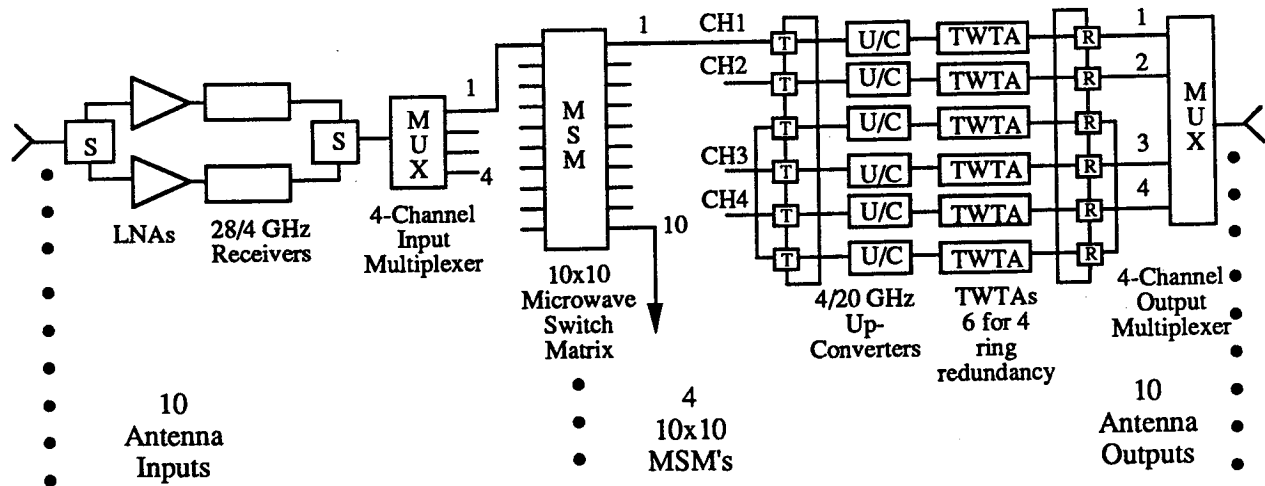 S
LNAs
28/4 GHz
Receivers
S
M
U
X
1
4
4-Channel
Input
Multiplexer
M
S
M
1
10
10x10
Microwave
Switch
Matrix
CH1
CH2
CH3
CH4
T
U/C
TWTA
R
T
U/C
TWTA
R
T
U/C
TWTA
R
T
U/C
TWTA
R
T
U/C
TWTA
R
T
U/C
TWTA
R
4/20 GHz
Up-
Converters
TWTAs
6 for 4
ring
redundancy
1
2
3
4
M
U
X
4-Channel
Output
Multiplexer
10
Antenna
Inputs
4
10x10
MSM's
10
Antenna
Outputs